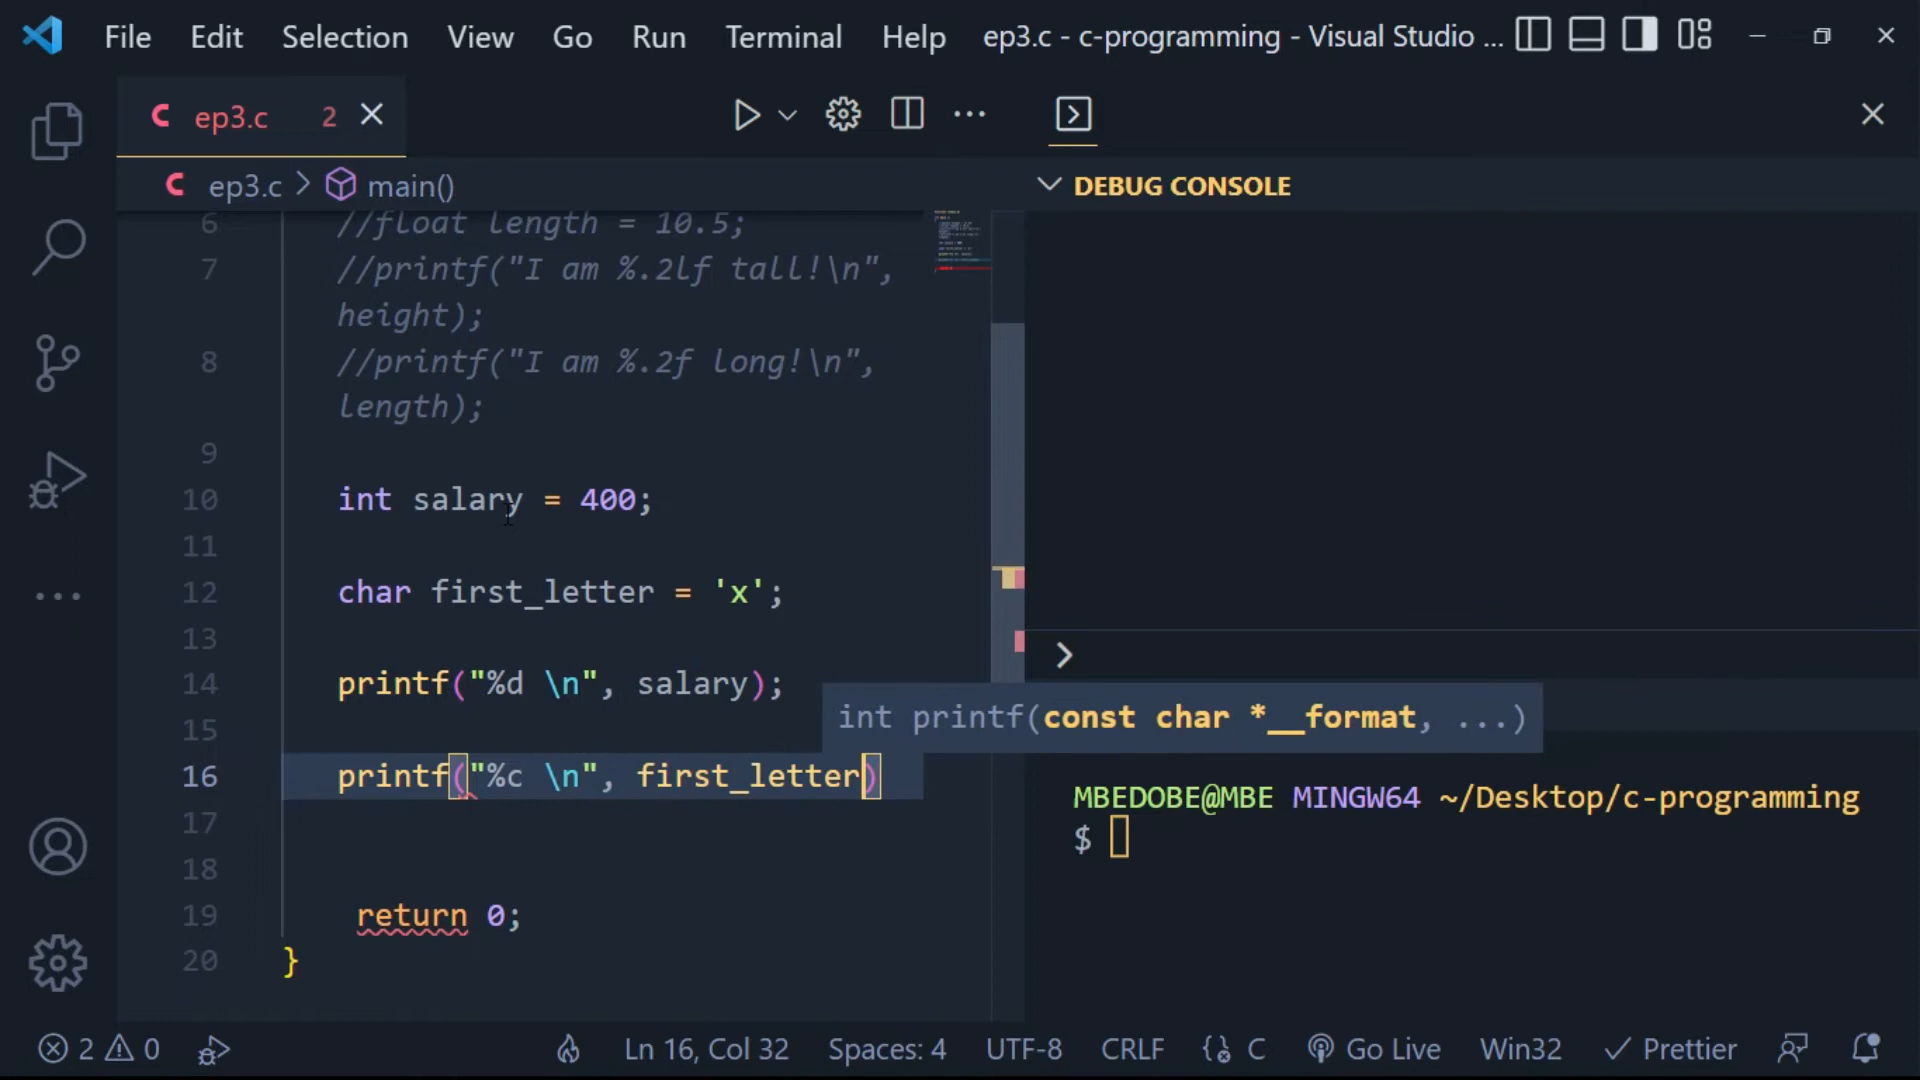 File Edit Selection View Go Run Terminal Help ep3.c - c-programming - Visual Studio ...
ep3.c 2
ep3.c > main()
DEBUG CONSOLE
6 //float length = 10.5;
7 //printf("I am %.2lf tall!\n",
height);
8 //printf("I am %.2f long!\n",
length);
9
10 int salary = 400;
11
12 char first_letter = 'x';
13
14 printf("%d \n", salary);
15
int printf(const char *__format, ...)
16 printf("%c \n", first_letter)
17
18
19 return 0;
20 }
>
MBEDOBE@MBE MINGW64 ~/Desktop/c-programming
$
2 0 Ln 16, Col 32 Spaces: 4 UTF-8 CRLF C Go Live Win32 Prettier